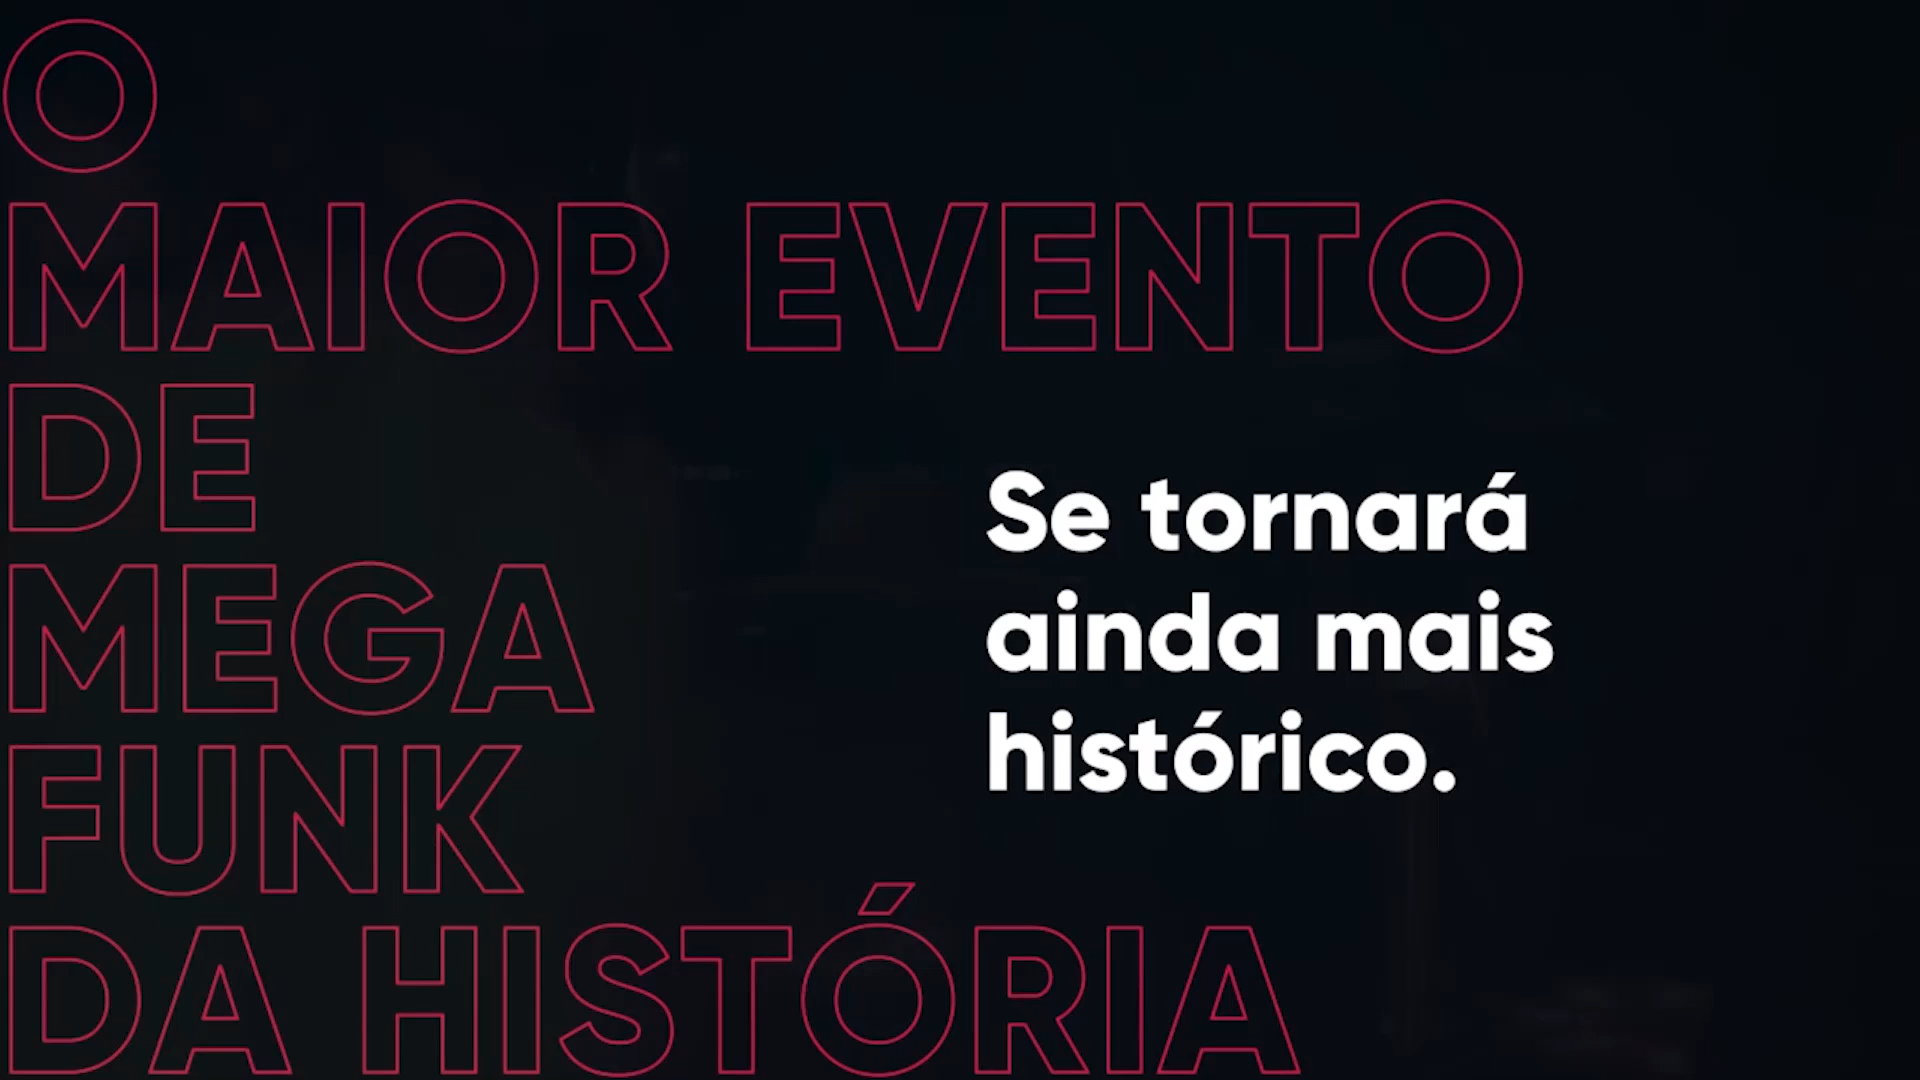 O
MAIOR EVENTO
DE
MEGA
FUNK
DA HISTÓRIA
Se tornará
ainda mais
histórico.